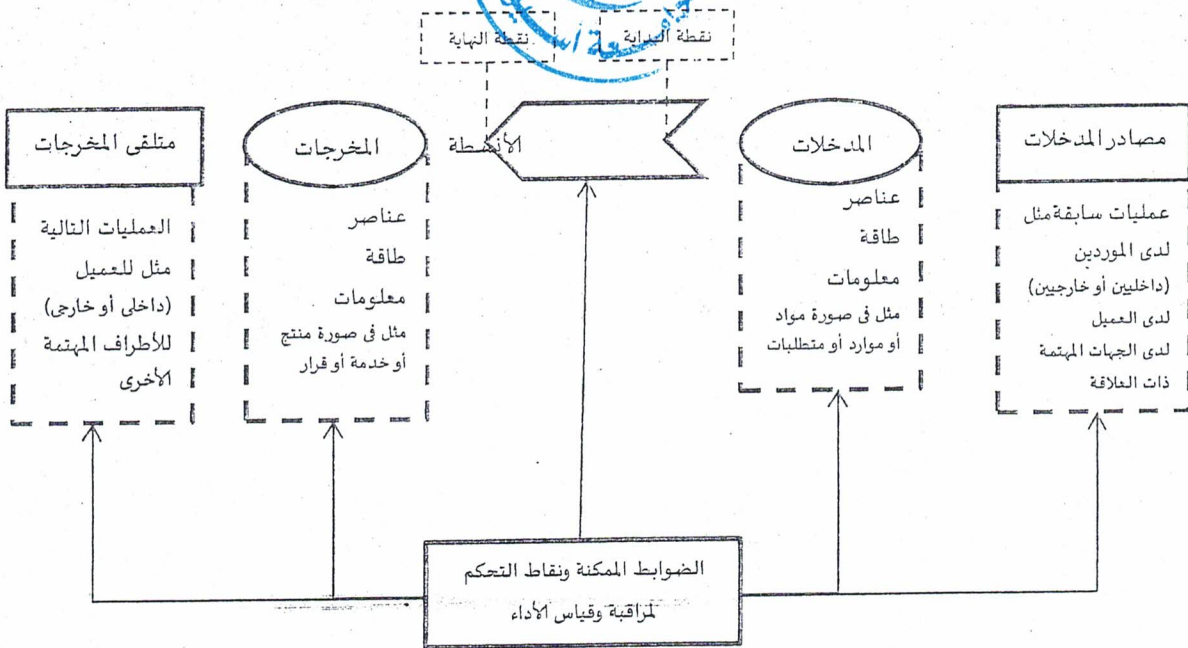 نقطة البداية
نقطة النهاية
مصادر المدخلات
عمليات سابقة مثل
لدى الموردين
(داخليين أو خارجيين)
لدى العميل
لدى الجهات المهتمة
ذات العلاقة
المدخلات
عناصر
طاقة
معلومات
مثل فى صورة مواد
أو موارد أو متطلبات
الأنشطة
المخرجات
عناصر
طاقة
معلومات
مثل فى صورة منتج
أو خدمة أو قرار
متلقى المخرجات
العمليات التالية
مثل للعميل
(داخلى أو خارجى)
للأطراف المهتمة
الأخرى
الضوابط الممكنة ونقاط التحكم
لمراقبة وقياس الأداء